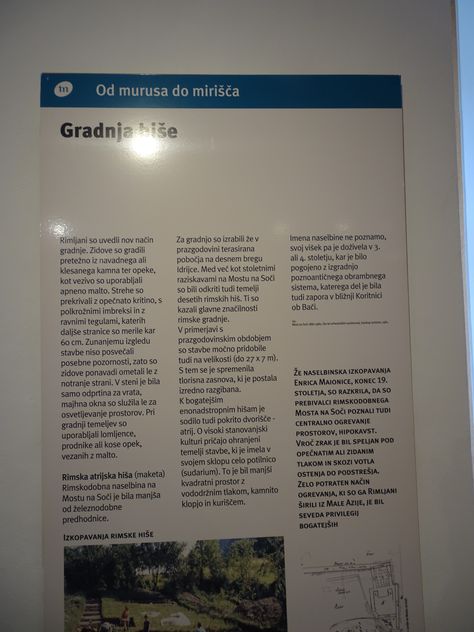 m
Od murusa do mirišča
Gradnja hiše
Rimljani so uvedli nov način
gradnje. Zidove so gradili
pretežno iz navadnega ali
klesanega kamna ter opeke,
kot vezivo so uporabljali
apneno malto. Strehe so
prekrivali z opečnato kritino, s
polkrožnimi imbreksi in z
ravnimi tegulami, katerih
daljše stranice so merile kar
60 cm. Zunanjemu izgledu
stavbe niso posvečali
posebne pozornosti, zato so
zidove ponavadi ometali le z
notranje strani. V steni je bila
samo odprtina za vrata,
majhna okna so služila le za
osvetljevanje prostorov. Pri
gradnji temeljev so
uporabljali lomljence,
prodnike ali kose opek,
vezanih z malto.
Rimska atrijska hiša (maketa)
Rimskodobna naselbina na
Mostu na Soči je bila manjša
od železnodobne
predhodnice.
Izkopavanja rimske hiše
Za gradnjo so izrabili že v
prazgodovini terasirana
pobočja na desnem bregu
Idrijce. Med več kot stoletnimi
raziskavami na Mostu na Soči
so bili odkriti tudi temelji
desetih rimskih hiš. Ti so
kazali glavne značilnosti
rimske gradnje.
V primerjavi s
prazgodovinskim obdobjem
so stavbe močno pridobile
tudi na velikosti (do 27 x 7 m).
S tem se je spremenila
tlorisna zasnova, ki je postala
izredno razgibana.
K bogatejšim
enonadstropnim hišam je
sodilo tudi pokrito dvorišče -
atrij. O visoki stanovanjski
kulturi pričajo ohranjeni
temelji stavbe, ki je imela v
svojem sklopu celo potilnico
(sudarium). To je bil manjši
kvadratni prostor z
vodotržnim tlakom, kamnito
klopjo in kuriščem.
Imena naselbine ne poznamo,
svoj višek pa je doživela v 3.
ali 4. stoletju, kar je bilo
pogojeno z izgradnjo
poznoantičnega obrambnega
sistema, katerega del je bila
tudi zapora v bližnji Koritnici
ob Bači.
Že naselbinska izkopavanja
Enrica Maionice, konec 19.
stoletja, so razkrila, da so
prebivalci rimskodobnega
Mosta na Soči poznali tudi
centralno ogrevanje
prostorov, hipokavst.
Vroč zrak je bil speljan pod
opečnatim ali zidanim
tlakom in skozi votla
ostenja do podstrešja.
Zelo potraten način
ogrevanja, ki so ga Rimljani
širili iz Male Azije, je bil
seveda privilegij
bogatejših